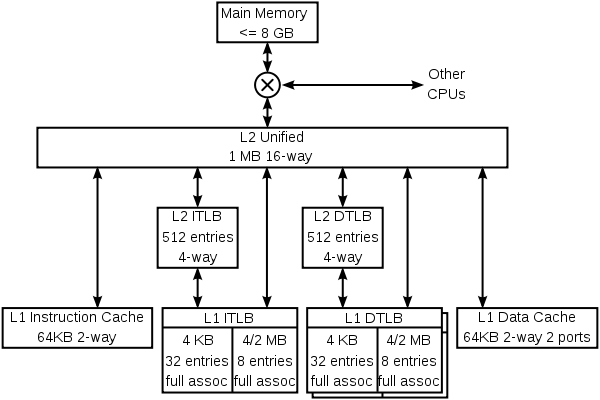 Main Memory
<= 8 GB
Other
CPUs
L2 Unified
1 MB 16-way
L2 ITLB
512 entries
4-way
L2 DTLB
512 entries
4-way
L1 Instruction Cache
64KB 2-way
L1 ITLB
4 KB
32 entries
full assoc
4/2 MB
8 entries
full assoc
L1 DTLB
4 KB
32 entries
full assoc
4/2 MB
8 entries
full assoc
L1 Data Cache
64KB 2-way 2 ports